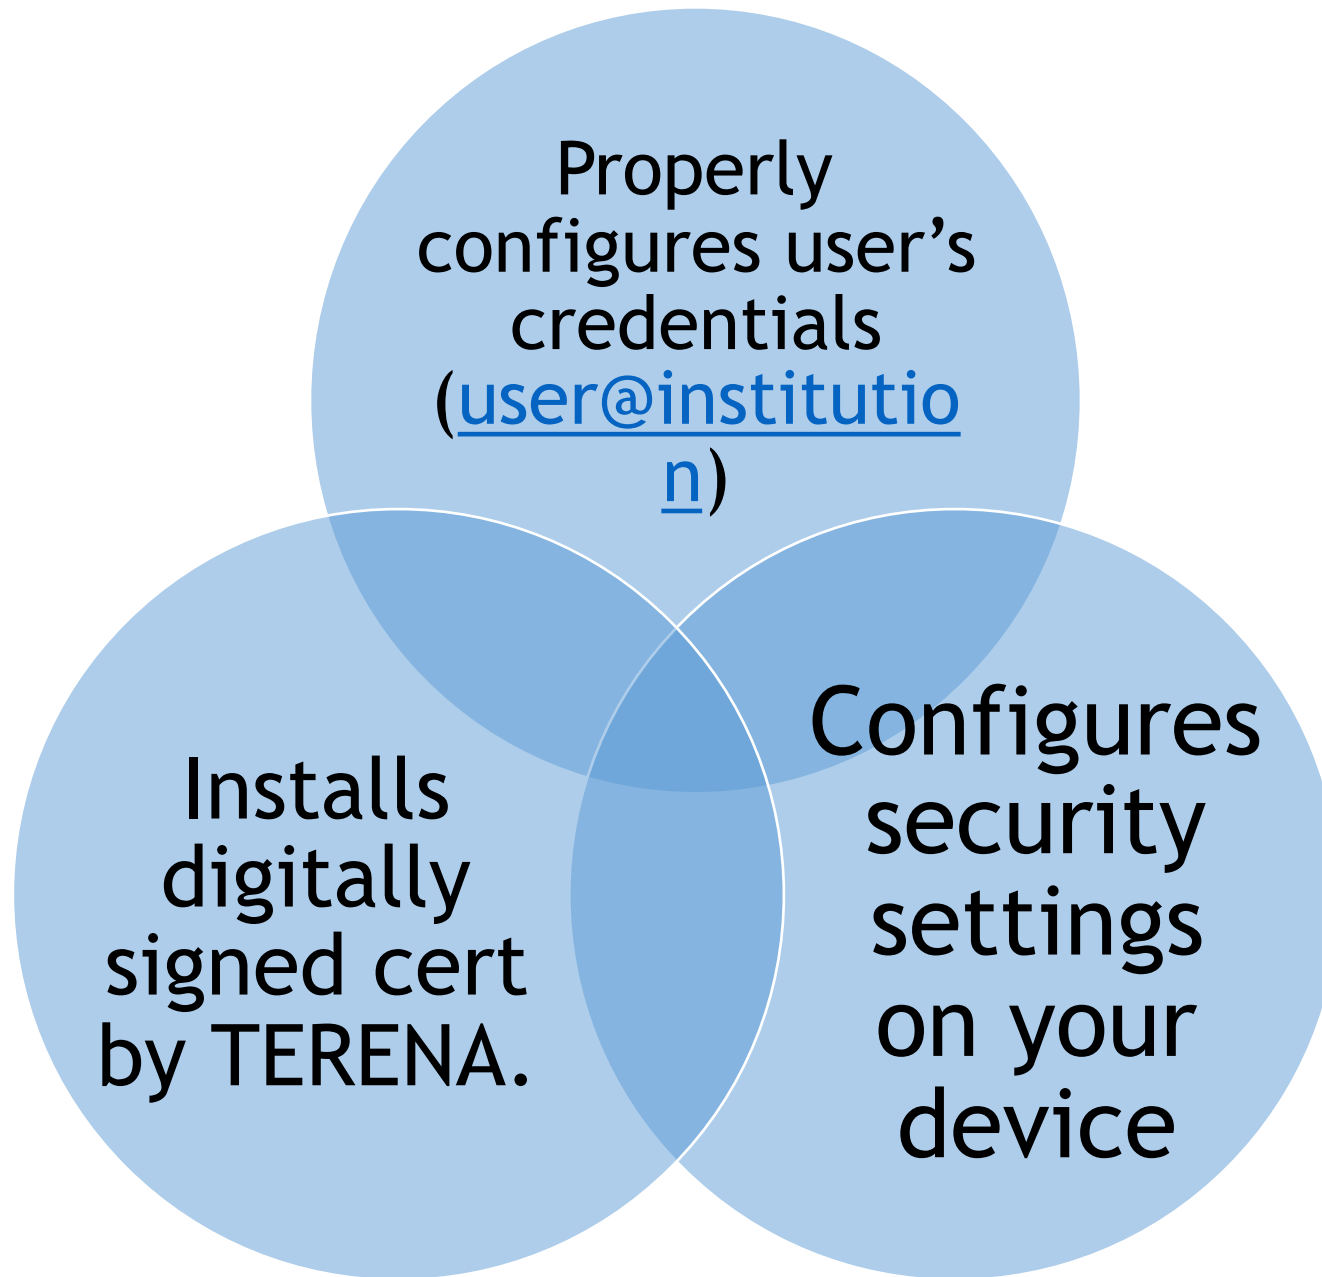 Properly
configures user’s
credentials
(user@institutio
n)
Installs
digitally
signed cert
by TERENA.
Configures
security
settings
on your
device